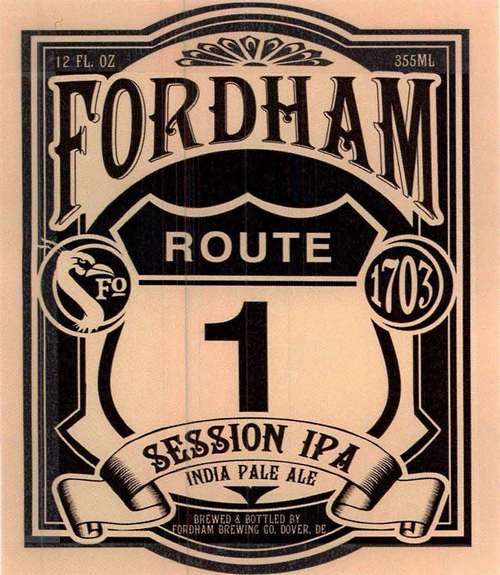 12 FL. OZ
355ML
FORDHAM
ROUTE
FO
1703
1
SESSION IPA
INDIA PALE ALE
BREWED & BOTTLED BY
FORDHAM BREWING CO. DOVER, DE